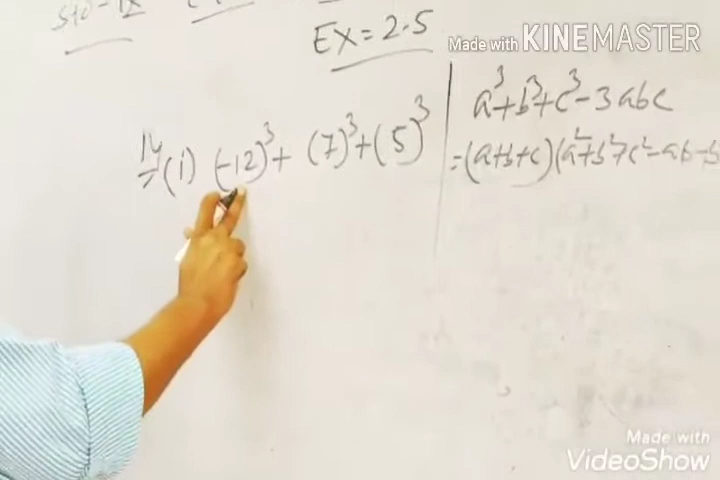 Ex = 2.5
Made with KINEMASTER
14
(i) (-12)³ + (7)³ + (5)³
a³+b³+c³-3abc
=(a+b+c)(a²+b²+c²-ab-b
Made with
VideoShow